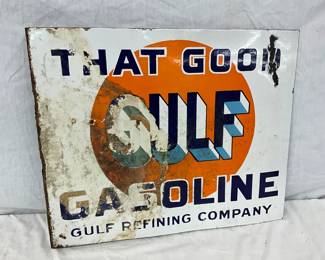 THAT GOOD
GULF
GASOLINE
GULF REFINING COMPANY